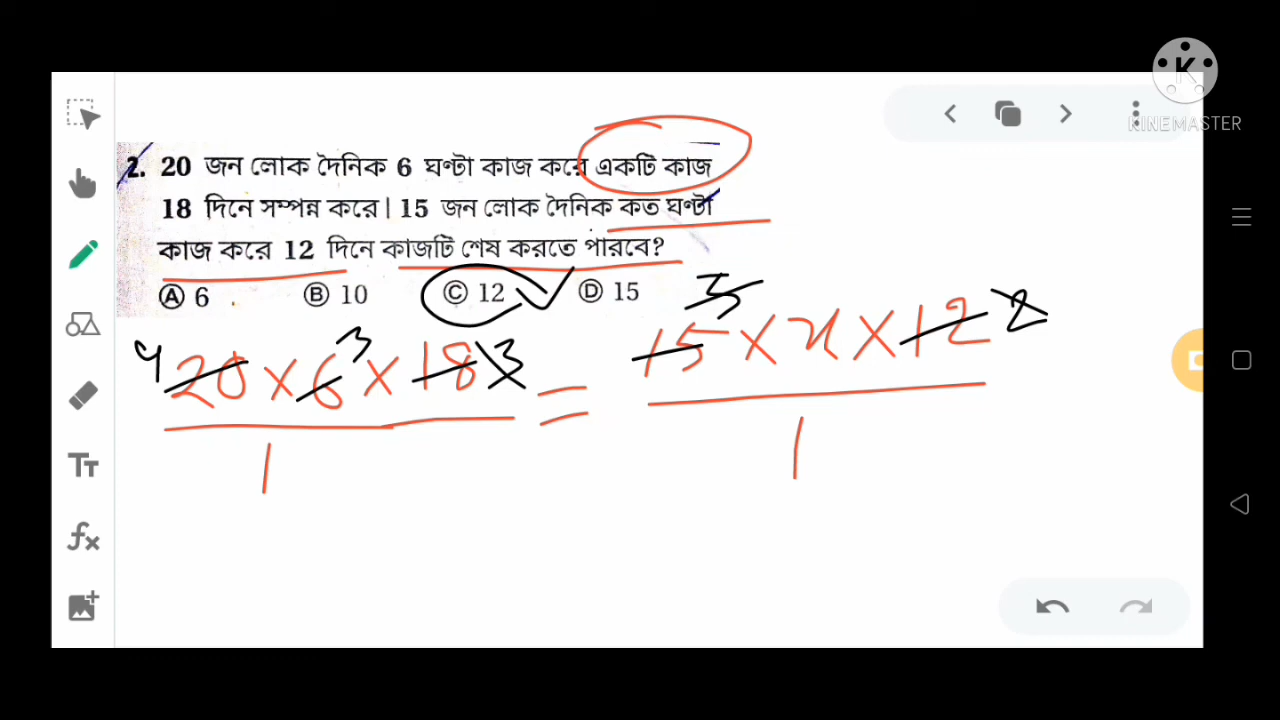 KINEMASTER
2. 20 জন লোক দৈনিক 6 ঘণ্টা কাজ করে একটি কাজ
18 দিনে সম্পন্ন করে। 15 জন লোক দৈনিক কত ঘণ্টা
কাজ করে 12 দিনে কাজটি শেষ করতে পারবে?
Ⓐ 6 Ⓑ 10 Ⓒ 12 Ⓓ 15
4 3 3 3 2
20 × 6 × 18 = 15 × x × 12
1 1
Tт
fx